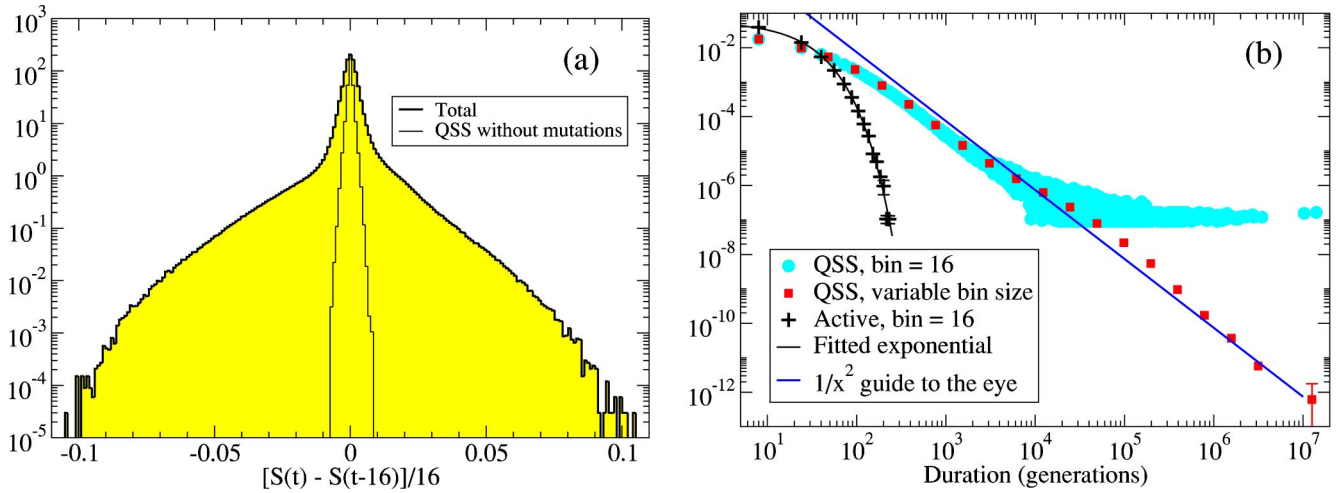 10^3
10^2
10^1
10^0
10^-1
10^-2
10^-3
10^-4
10^-5
(a)
Total
QSS without mutations
-0.1 -0.05 0 0.05 0.1
[S(t) - S(t-16)]/16
10^-2
10^-4
10^-6
10^-8
10^-10
10^-12
(b)
QSS, bin = 16
QSS, variable bin size
Active, bin = 16
Fitted exponential
1/x^2 guide to the eye
10^1 10^2 10^3 10^4 10^5 10^6 10^7
Duration (generations)